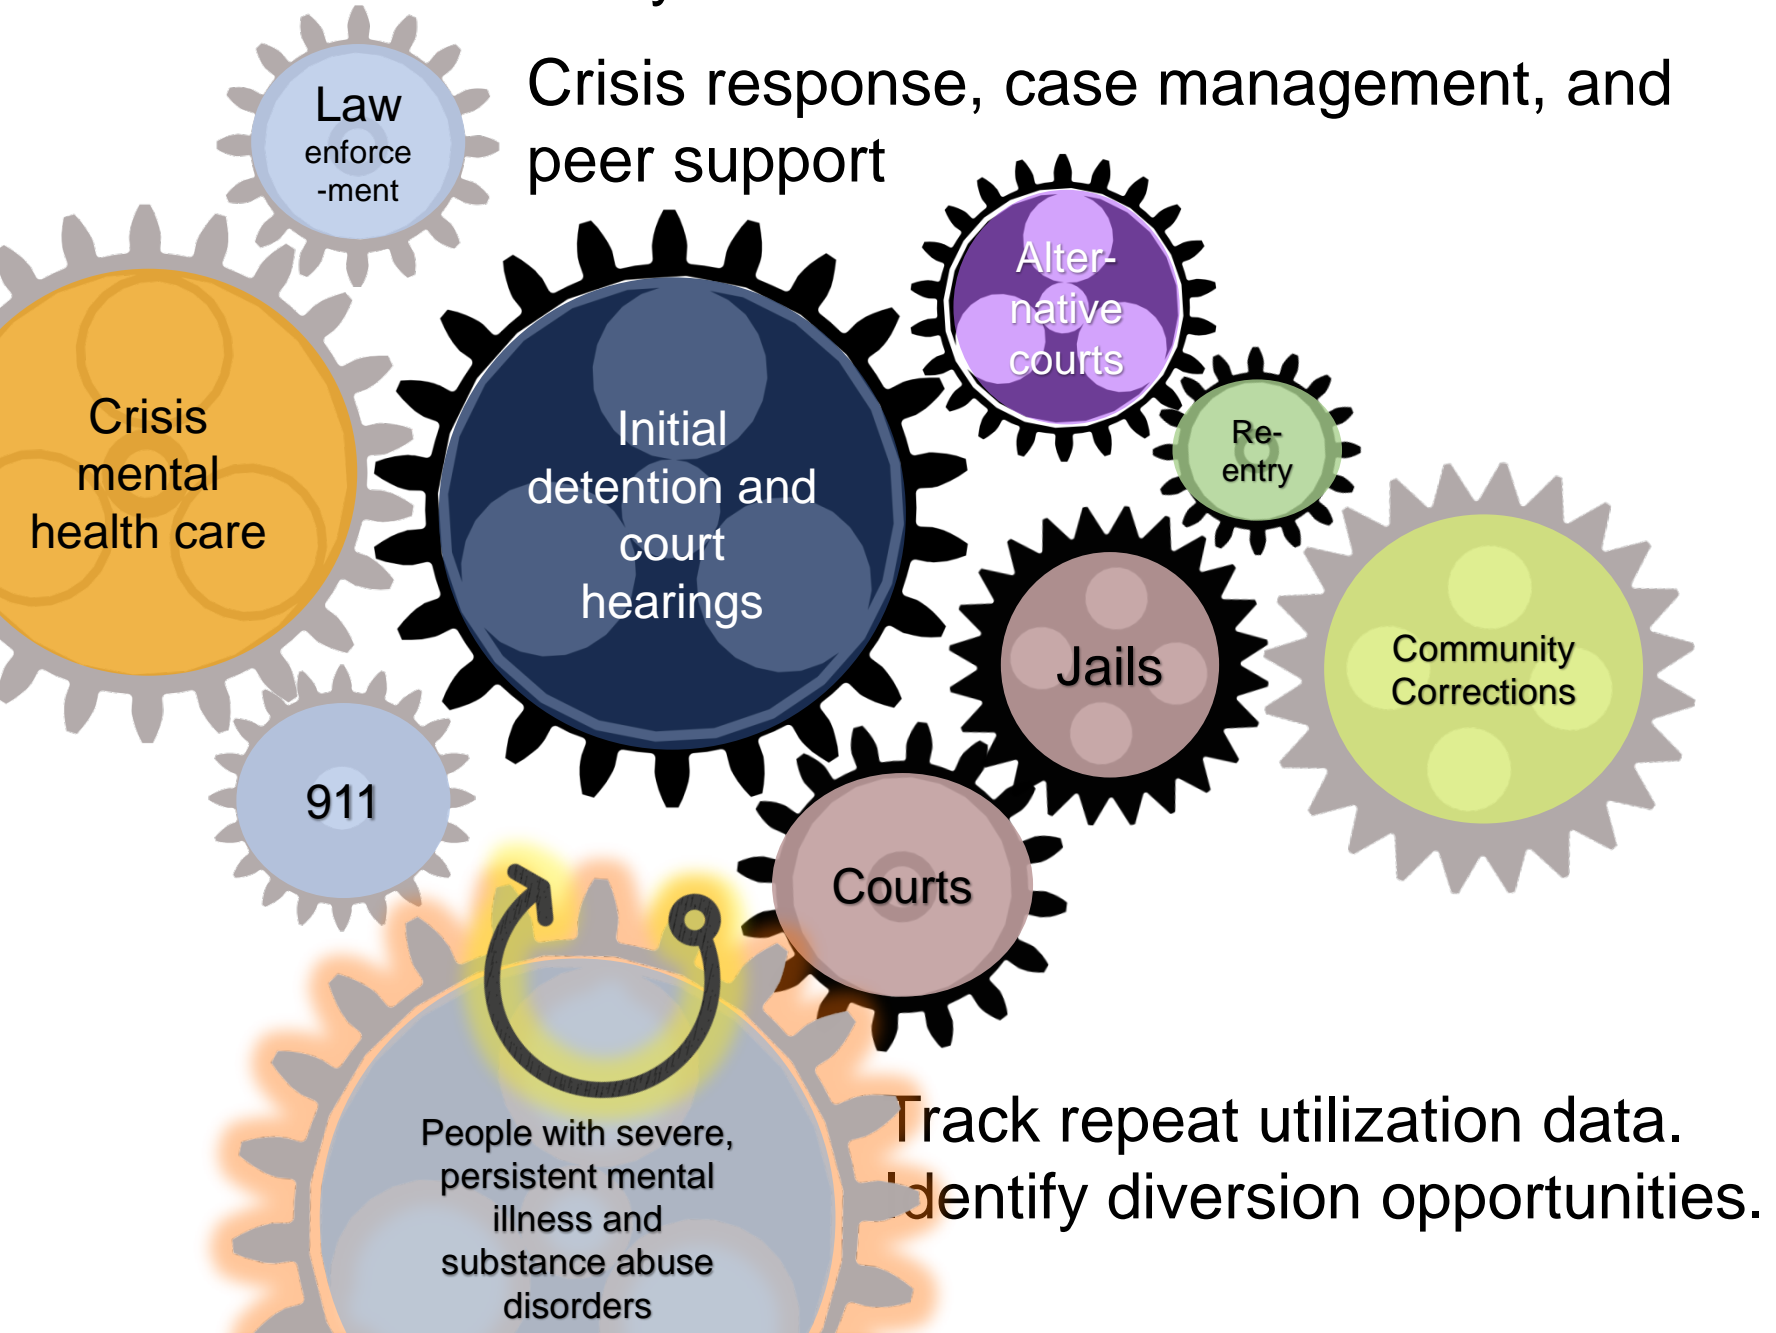 Crisis response, case management, and
peer support
Law
enforce
-ment
Alter-
native
courts
Crisis
mental
health care
Initial
detention and
court
hearings
Re-
entry
Jails
Community
Corrections
911
Courts
Track repeat utilization data.
Identify diversion opportunities.
People with severe,
persistent mental
illness and
substance abuse
disorders